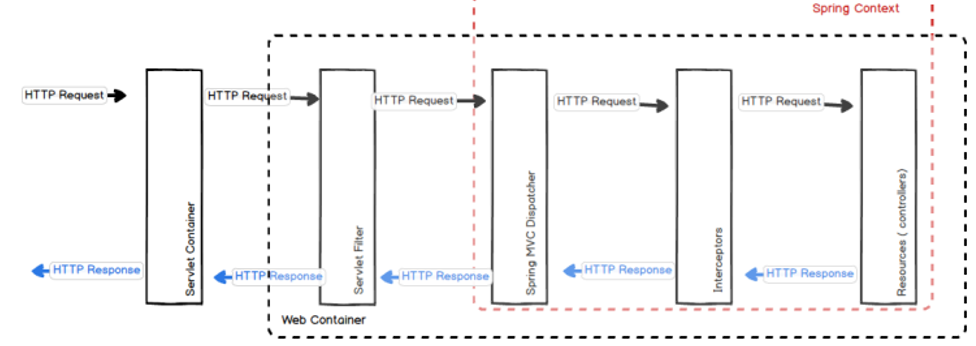 Spring Context
HTTP Request
HTTP Request
HTTP Request
HTTP Request
HTTP Request
Servlet Container
Servlet Filter
Spring MVC Dispatcher
Interceptors
Resources ( controllers)
HTTP Response
HTTP Response
HTTP Response
HTTP Response
HTTP Response
Web Container